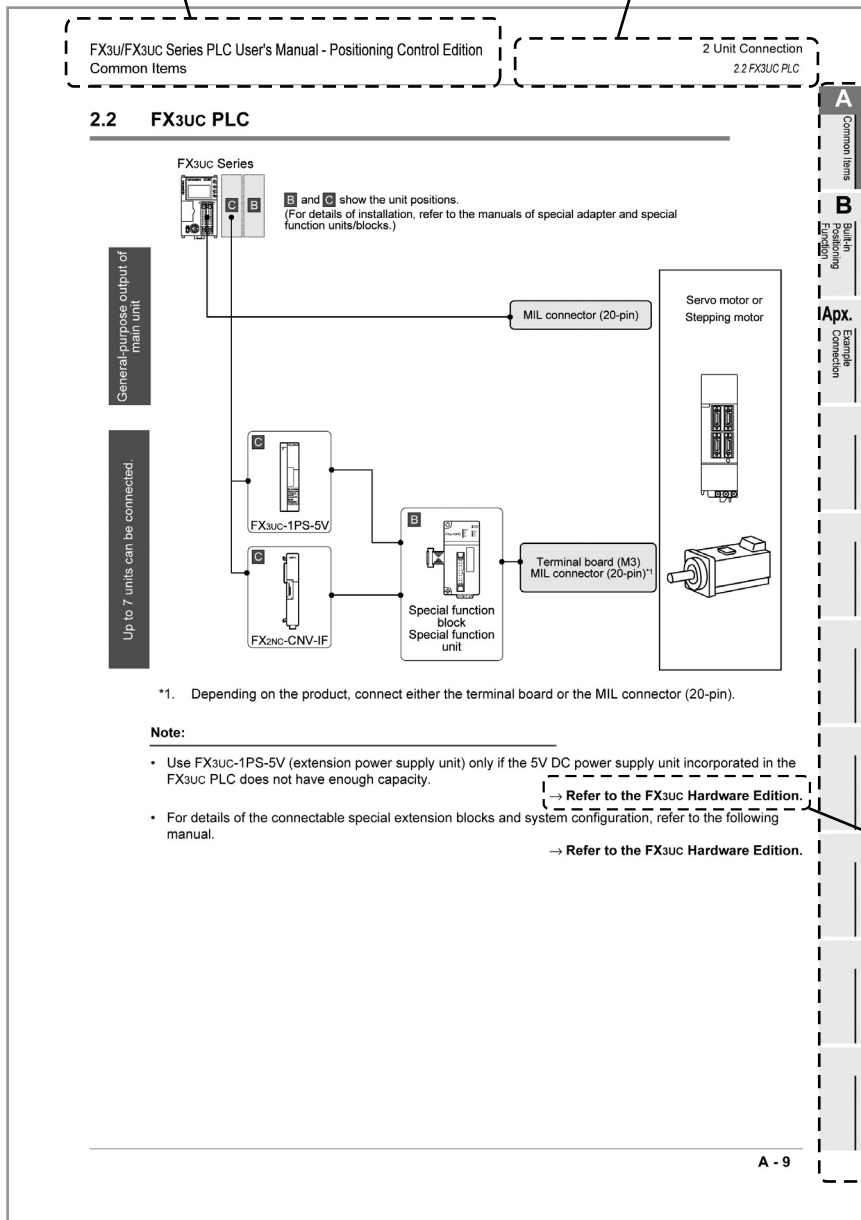 FX3U/FX3UC Series PLC User's Manual - Positioning Control Edition
Common Items
2 Unit Connection
2.2 FX3UC PLC
2.2 FX3UC PLC
FX3UC Series
C
B
B and C show the unit positions.
(For details of installation, refer to the manuals of special adapter and special
function units/blocks.)
General-purpose output of
main unit
MIL connector (20-pin)
Servo motor or
Stepping motor
Up to 7 units can be connected.
C
FX3UC-1PS-5V
C
FX2NC-CNV-IF
B
Special function
block
Special function
unit
Terminal board (M3)
MIL connector (20-pin)*1
*1. Depending on the product, connect either the terminal board or the MIL connector (20-pin).
Note:
• Use FX3UC-1PS-5V (extension power supply unit) only if the 5V DC power supply unit incorporated in the
FX3UC PLC does not have enough capacity.
→ Refer to the FX3UC Hardware Edition.
• For details of the connectable special extension blocks and system configuration, refer to the following
manual.
→ Refer to the FX3UC Hardware Edition.
A - 9
A
Common Items
B
Built-in
Positioning
Function
Apx.
Example
Connection